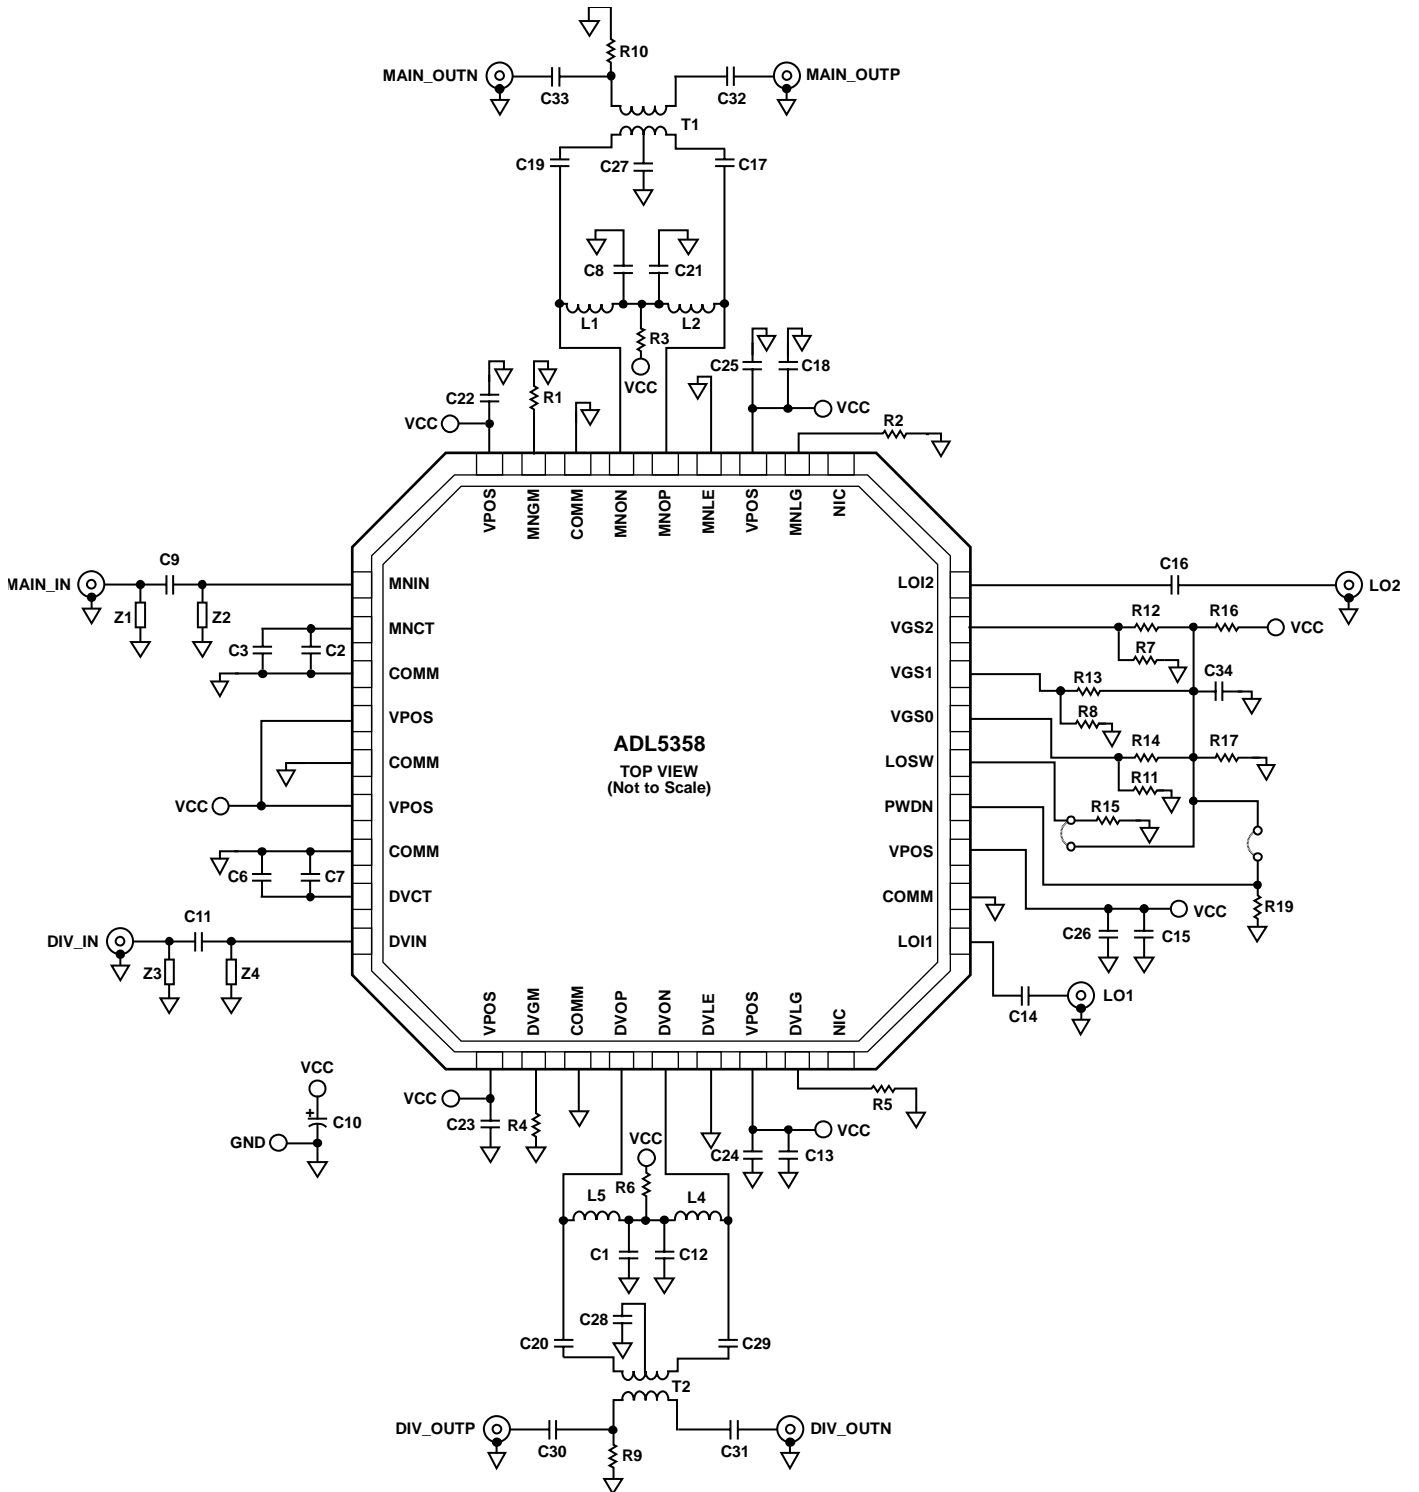 R10
MAIN_OUTN
C33
C32
MAIN_OUTP
T1
C19
C27
C17
C8
C21
L1
L2
R3
VCC
C25
C18
VCC
C22
R1
VCC
R2
VPOS
MNGM
COMM
MNON
MNOP
MNLE
VPOS
MNLG
NIC
MAIN_IN
C9
Z1
Z2
C3
C2
VCC
C6
C7
DIV_IN
C11
Z3
Z4
MNIN
MNCT
COMM
VPOS
COMM
VPOS
COMM
DVCT
DVIN
ADL5358
TOP VIEW
(Not to Scale)
LOI2
VGS2
VGS1
VGS0
LOSW
PWDN
VPOS
COMM
LOI1
C16
LO2
R12
R16
VCC
R7
R13
C34
R8
R14
R17
R11
R15
R19
VCC
C26
C15
C14
LO1
VPOS
DVGM
COMM
DVOP
DVON
DVLE
VPOS
DVLG
NIC
VCC
+
C10
GND
VCC
C23
R4
R5
VCC
C24
C13
VCC
R6
L5
L4
C1
C12
C28
C20
C29
T2
DIV_OUTP
C30
R9
C31
DIV_OUTN